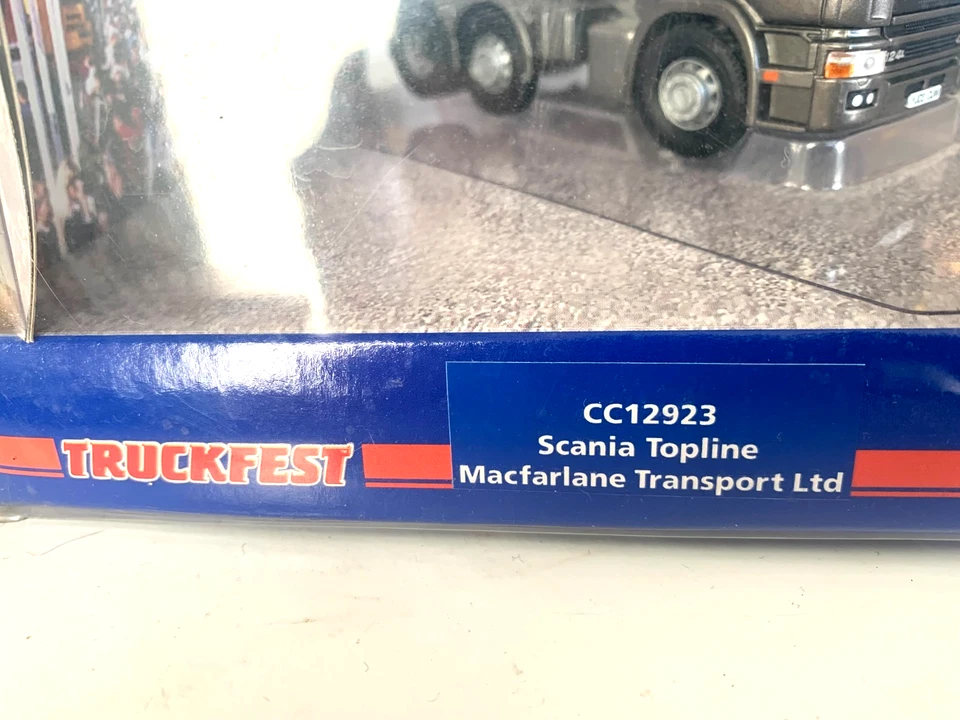 CC12923
Scania Topline
Macfarlane Transport Ltd
TRUCKFEST